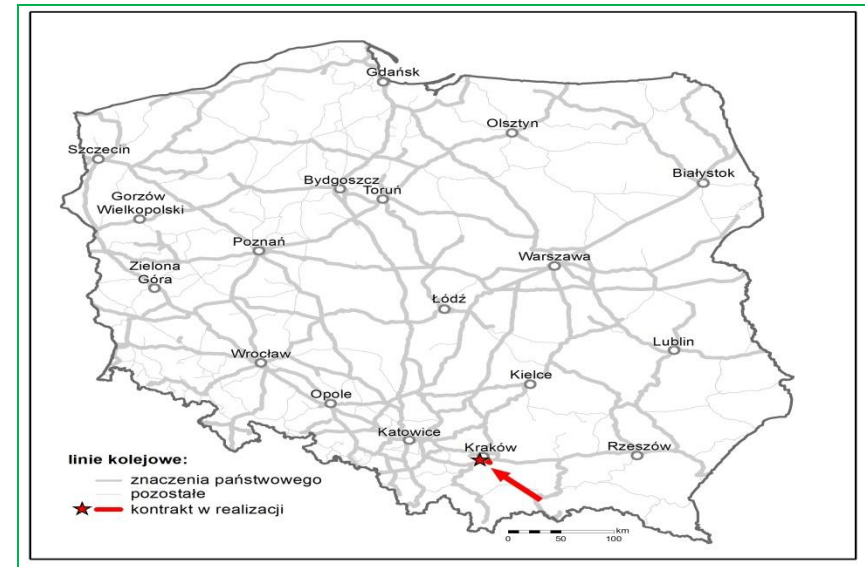 Gdańsk
Olsztyn
Szczecin
Białystok
Bydgoszcz
Toruń
Gorzów
Wielkopolski
Poznań
Warszawa
Zielona
Góra
Łódź
Lublin
Wrocław
Kielce
Opole
Katowice
Kraków
Rzeszów
linie kolejowe:
znaczenia państwowego
pozostałe
kontrakt w realizacji
km
0 50 100